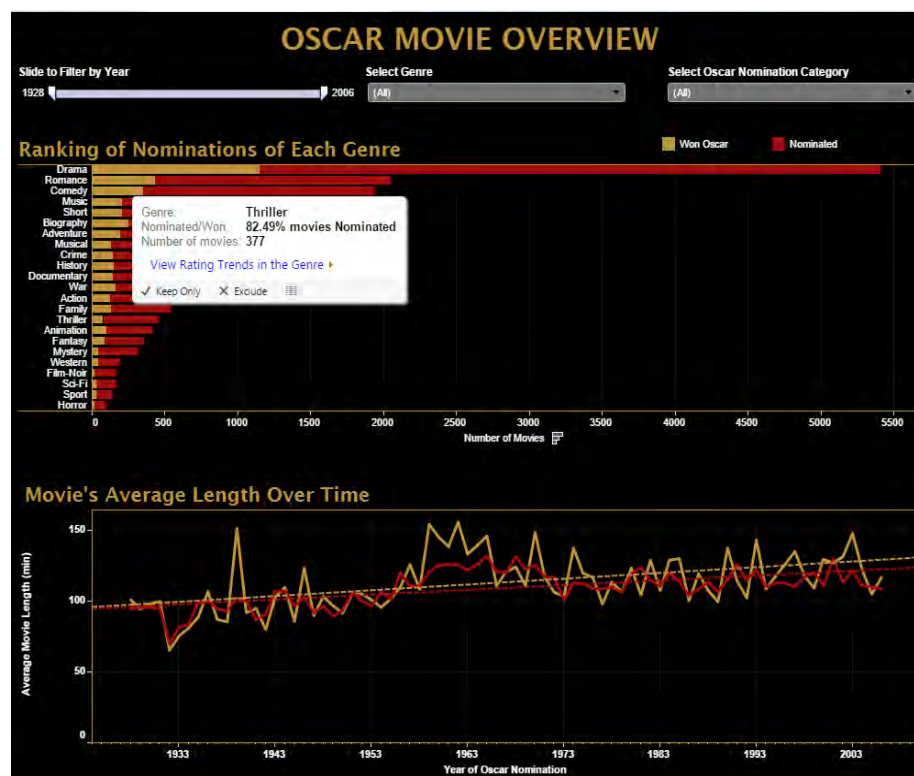 OSCAR MOVIE OVERVIEW
Slide to Filter by Year
Select Genre
Select Oscar Nomination Category
1928
2006
(All)
(All)
Ranking of Nominations of Each Genre
Won Oscar
Nominated
Drama
Romance
Comedy
Music
Short
Biography
Adventure
Musical
Crime
History
Documentary
War
Action
Family
Thriller
Animation
Fantasy
Mystery
Western
Film-Noir
Sci-Fi
Sport
Horror
Genre: Thriller
Nominated/Won: 82.49% movies Nominated
Number of movies: 377
View Rating Trends in the Genre
Keep Only Exclude
0 500 1000 1500 2000 2500 3000 3500 4000 4500 5000 5500
Number of Movies
Movie's Average Length Over Time
Average Movie Length (min)
150
100
50
0
1933 1943 1953 1963 1973 1983 1993 2003
Year of Oscar Nomination